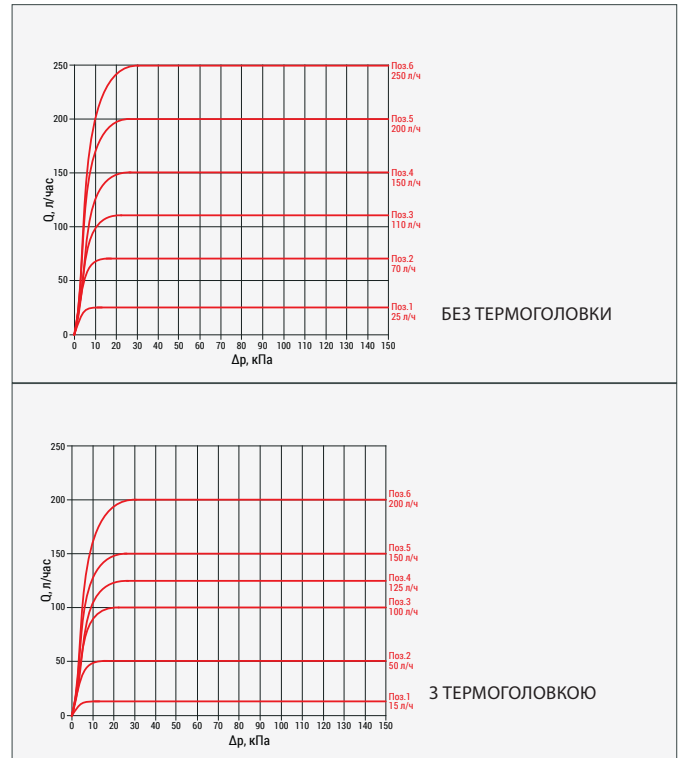 250
200
150
100
50
0
Q, л/час
0 10 20 30 40 50 60 70 80 90 100 110 120 130 140 150
Δp, кПа
Поз.6
250 л/ч
Поз.5
200 л/ч
Поз.4
150 л/ч
Поз.3
110 л/ч
Поз.2
70 л/ч
Поз.1
25 л/ч
БЕЗ ТЕРМОГОЛОВКИ
250
200
150
100
50
0
Q, л/час
0 10 20 30 40 50 60 70 80 90 100 110 120 130 140 150
Δp, кПа
Поз.6
200 л/ч
Поз.5
150 л/ч
Поз.4
125 л/ч
Поз.3
100 л/ч
Поз.2
50 л/ч
Поз.1
15 л/ч
З ТЕРМОГОЛОВКОЮ